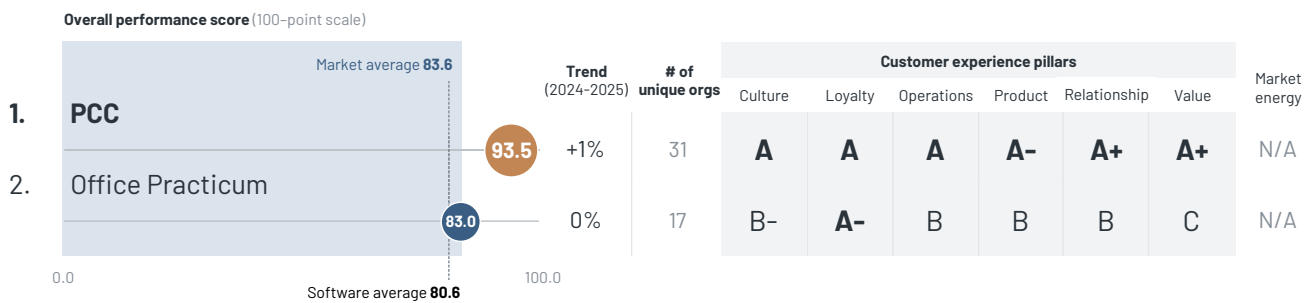 Overall performance score (100-point scale)
Market average 83.6
Trend
(2024-2025)
# of
unique orgs
Customer experience pillars
Culture
Loyalty
Operations
Product
Relationship
Value
Market
energy
1.
PCC
93.5
+1%
31
A
A
A
A-
A+
A+
N/A
2.
Office Practicum
83.0
0%
17
B-
A-
B
B
B
C
N/A
0.0
100.0
Software average 80.6